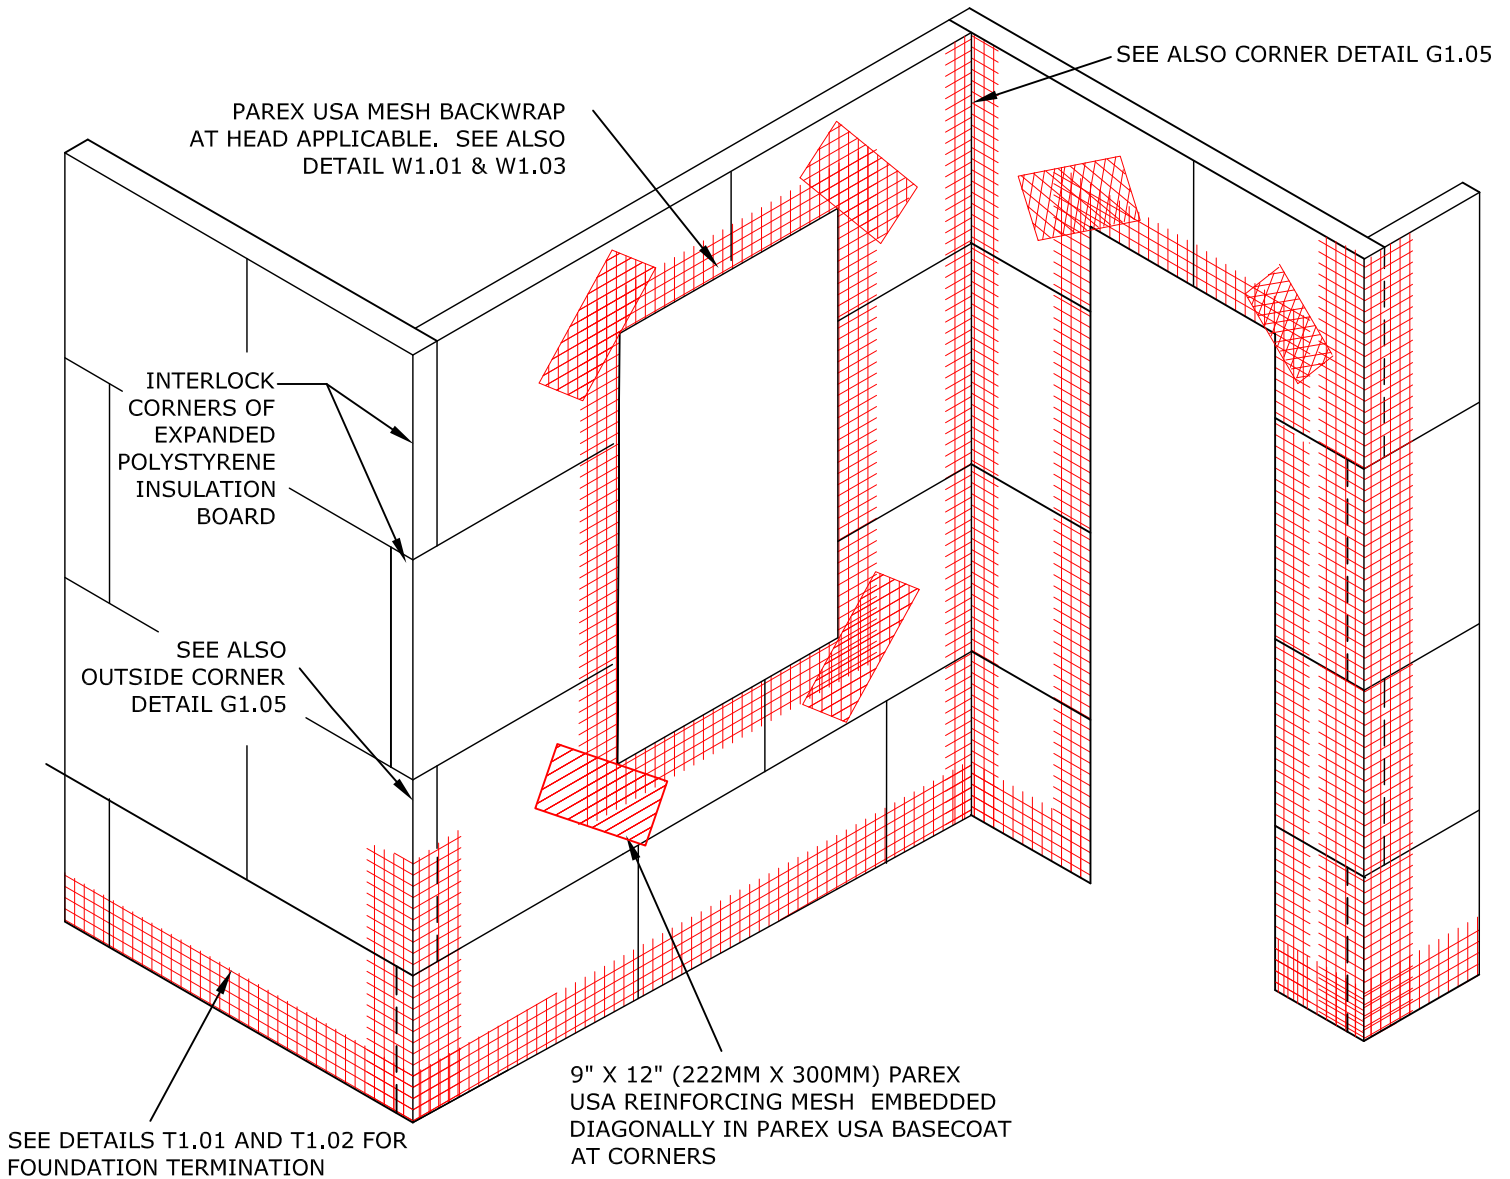 SEE ALSO CORNER DETAIL G1.05
PAREX USA MESH BACKWRAP
AT HEAD APPLICABLE. SEE ALSO
DETAIL W1.01 & W1.03
INTERLOCK
CORNERS OF
EXPANDED
POLYSTYRENE
INSULATION
BOARD
SEE ALSO
OUTSIDE CORNER
DETAIL G1.05
9" X 12" (222MM X 300MM) PAREX
USA REINFORCING MESH EMBEDDED
DIAGONALLY IN PAREX USA BASECOAT
AT CORNERS
SEE DETAILS T1.01 AND T1.02 FOR
FOUNDATION TERMINATION